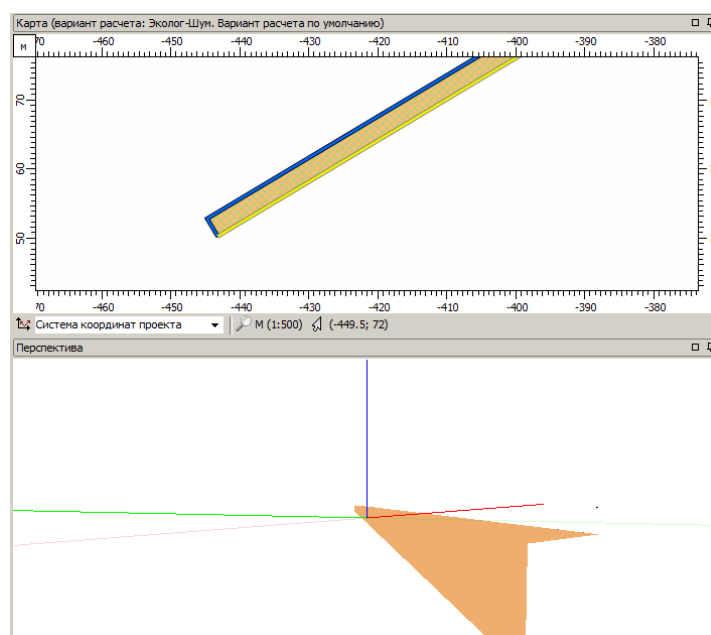 Карта (вариант расчета: Эколог-Шум. Вариант расчета по умолчанию)
м
70 -460 -450 -440 -430 -420 -410 -400 -390 -380
70
60
50
70 -460 -450 -440 -430 -420 -410 -400 -390 -380
Система координат проекта М (1:500) (-449.5; 72)
Перспектива